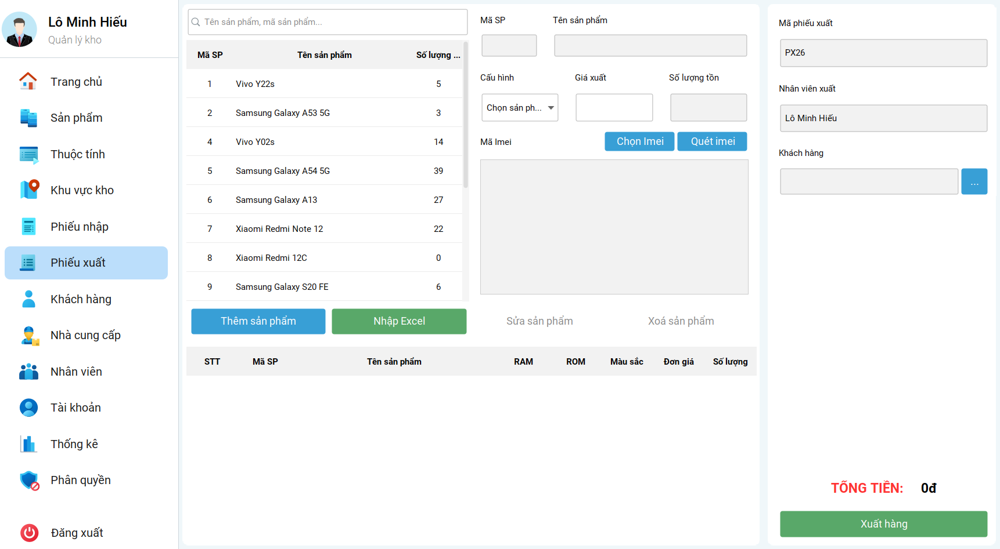 Lô Minh Hiếu
Quản lý kho
Trang chủ
Sản phẩm
Thuộc tính
Khu vực kho
Phiếu nhập
Phiếu xuất
Khách hàng
Nhà cung cấp
Nhân viên
Tài khoản
Thống kê
Phân quyền
Đăng xuất
Tên sản phẩm, mã sản phẩm...
Mã SP Tên sản phẩm Số lượng ...
1 Vivo Y22s 5
2 Samsung Galaxy A53 5G 3
4 Vivo Y02s 14
5 Samsung Galaxy A54 5G 39
6 Samsung Galaxy A13 27
7 Xiaomi Redmi Note 12 22
8 Xiaomi Redmi 12C 0
9 Samsung Galaxy S20 FE 6
Thêm sản phẩm Nhập Excel
Mã SP Tên sản phẩm
Cấu hình Giá xuất Số lượng tồn
Chọn sản ph...
Mã Imei Chọn Imei Quét imei
Sửa sản phẩm Xoá sản phẩm
STT Mã SP Tên sản phẩm RAM ROM Màu sắc Đơn giá Số lượng
Mã phiếu xuất
PX26
Nhân viên xuất
Lô Minh Hiếu
Khách hàng
...
TỔNG TIỀN: 0đ
Xuất hàng